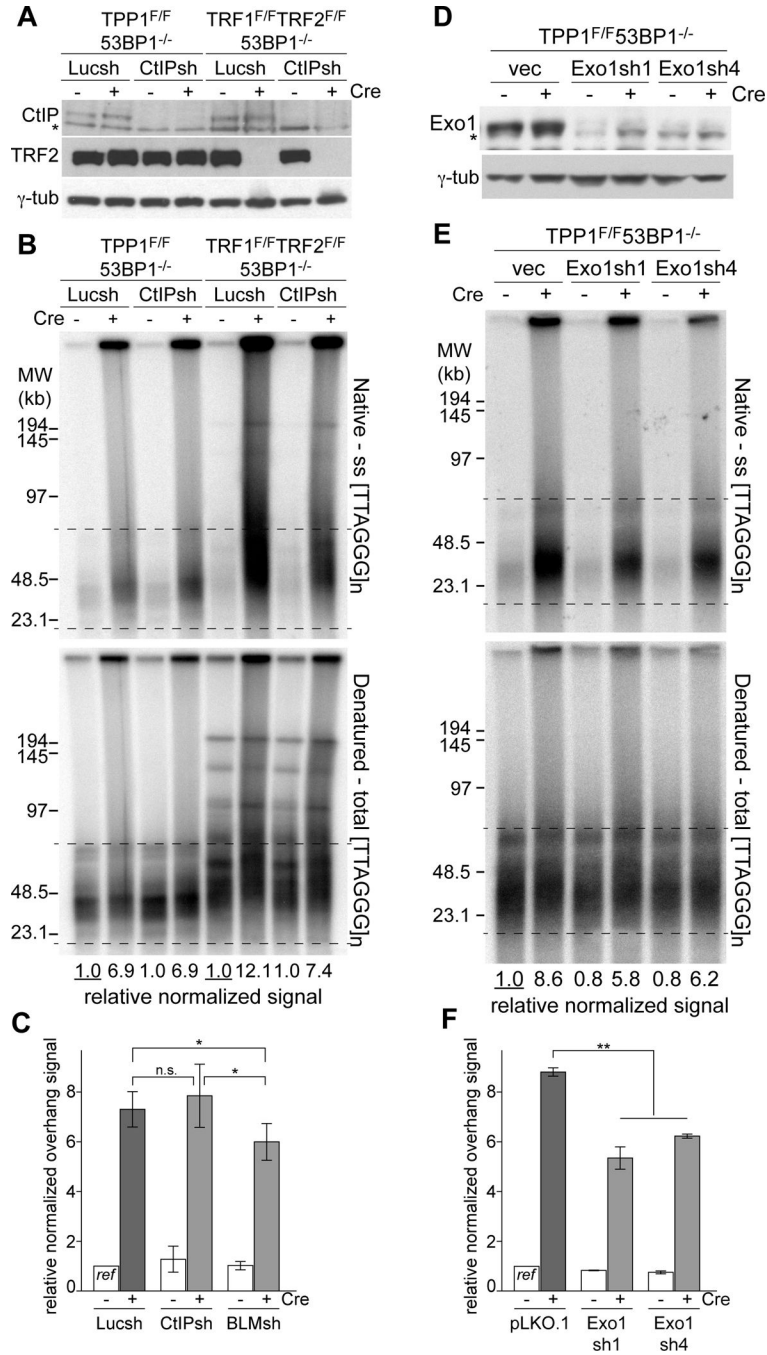 A
TPP1F/F 53BP1-/- TRF1F/FTRF2F/F 53BP1-/-
Lucsh CtIPsh Lucsh CtIPsh
- + - + - + - + Cre
CtIP
*
TRF2
γ-tub
B
TPP1F/F 53BP1-/- TRF1F/FTRF2F/F 53BP1-/-
Lucsh CtIPsh Lucsh CtIPsh
Cre - + - + - + - +
MW
(kb)
194
145
97
48.5
23.1
Native - ss [TTAGGG]n
194
145
97
48.5
23.1
Denatured - total [TTAGGG]n
1.0 6.9 1.0 6.9 1.0 12.1 1.0 7.4
relative normalized signal
C
relative normalized overhang signal
8
6
4
2
0
*
n.s.
*
ref
- + - + - + Cre
Lucsh CtIPsh BLMsh
D
TPP1F/F53BP1-/-
vec Exo1sh1 Exo1sh4
- + - + - + Cre
Exo1
*
γ-tub
E
TPP1F/F53BP1-/-
vec Exo1sh1 Exo1sh4
Cre - + - + - +
MW
(kb)
194
145
97
48.5
23.1
Native - ss [TTAGGG]n
194
145
97
48.5
23.1
Denatured - total [TTAGGG]n
1.0 8.6 0.8 5.8 0.8 6.2
relative normalized signal
F
relative normalized overhang signal
8
6
4
2
0
**
ref
- + - + - + Cre
pLKO.1 Exo1 Exo1
sh1 sh4